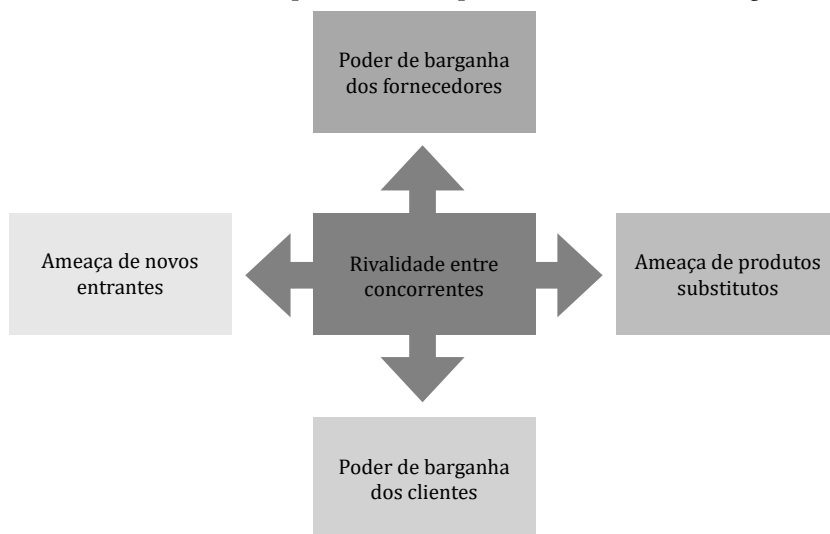 Poder de barganha
dos fornecedores
Ameaça de novos
entrantes
Rivalidade entre
concorrentes
Ameaça de produtos
substitutos
Poder de barganha
dos clientes